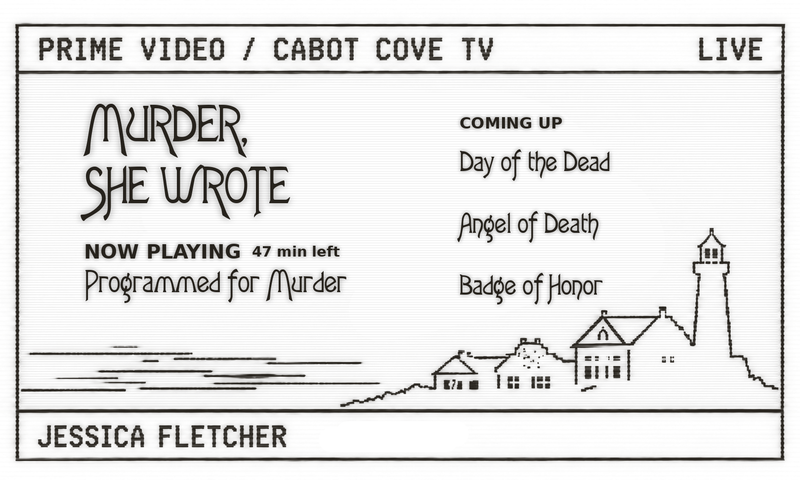 PRIME VIDEO / CABOT COVE TV LIVE
MURDER,
SHE WROTE
NOW PLAYING 47 min left
Programmed for Murder
COMING UP
Day of the Dead
Angel of Death
Badge of Honor
JESSICA FLETCHER